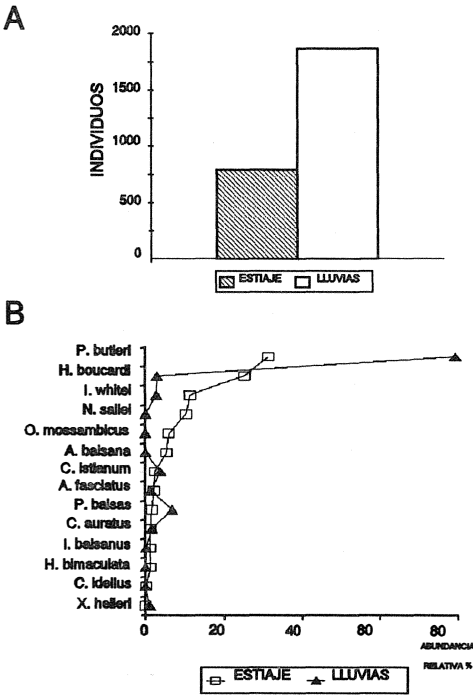 A
2000
1500
1000
500
0
INDIVIDUOS
ESTIAJE LLUVIAS
B
P. butleri
H. boucardi
I. whitei
N. sallei
O. mossambicus
A. balsana
C. istlanum
A. fasciatus
P. balsas
C. auratus
I. balsanus
H. bimaculata
C. idellus
X. helleri
0 20 40 60 80
ABUNDANCIA
RELATIVA %
ESTIAJE LLUVIAS